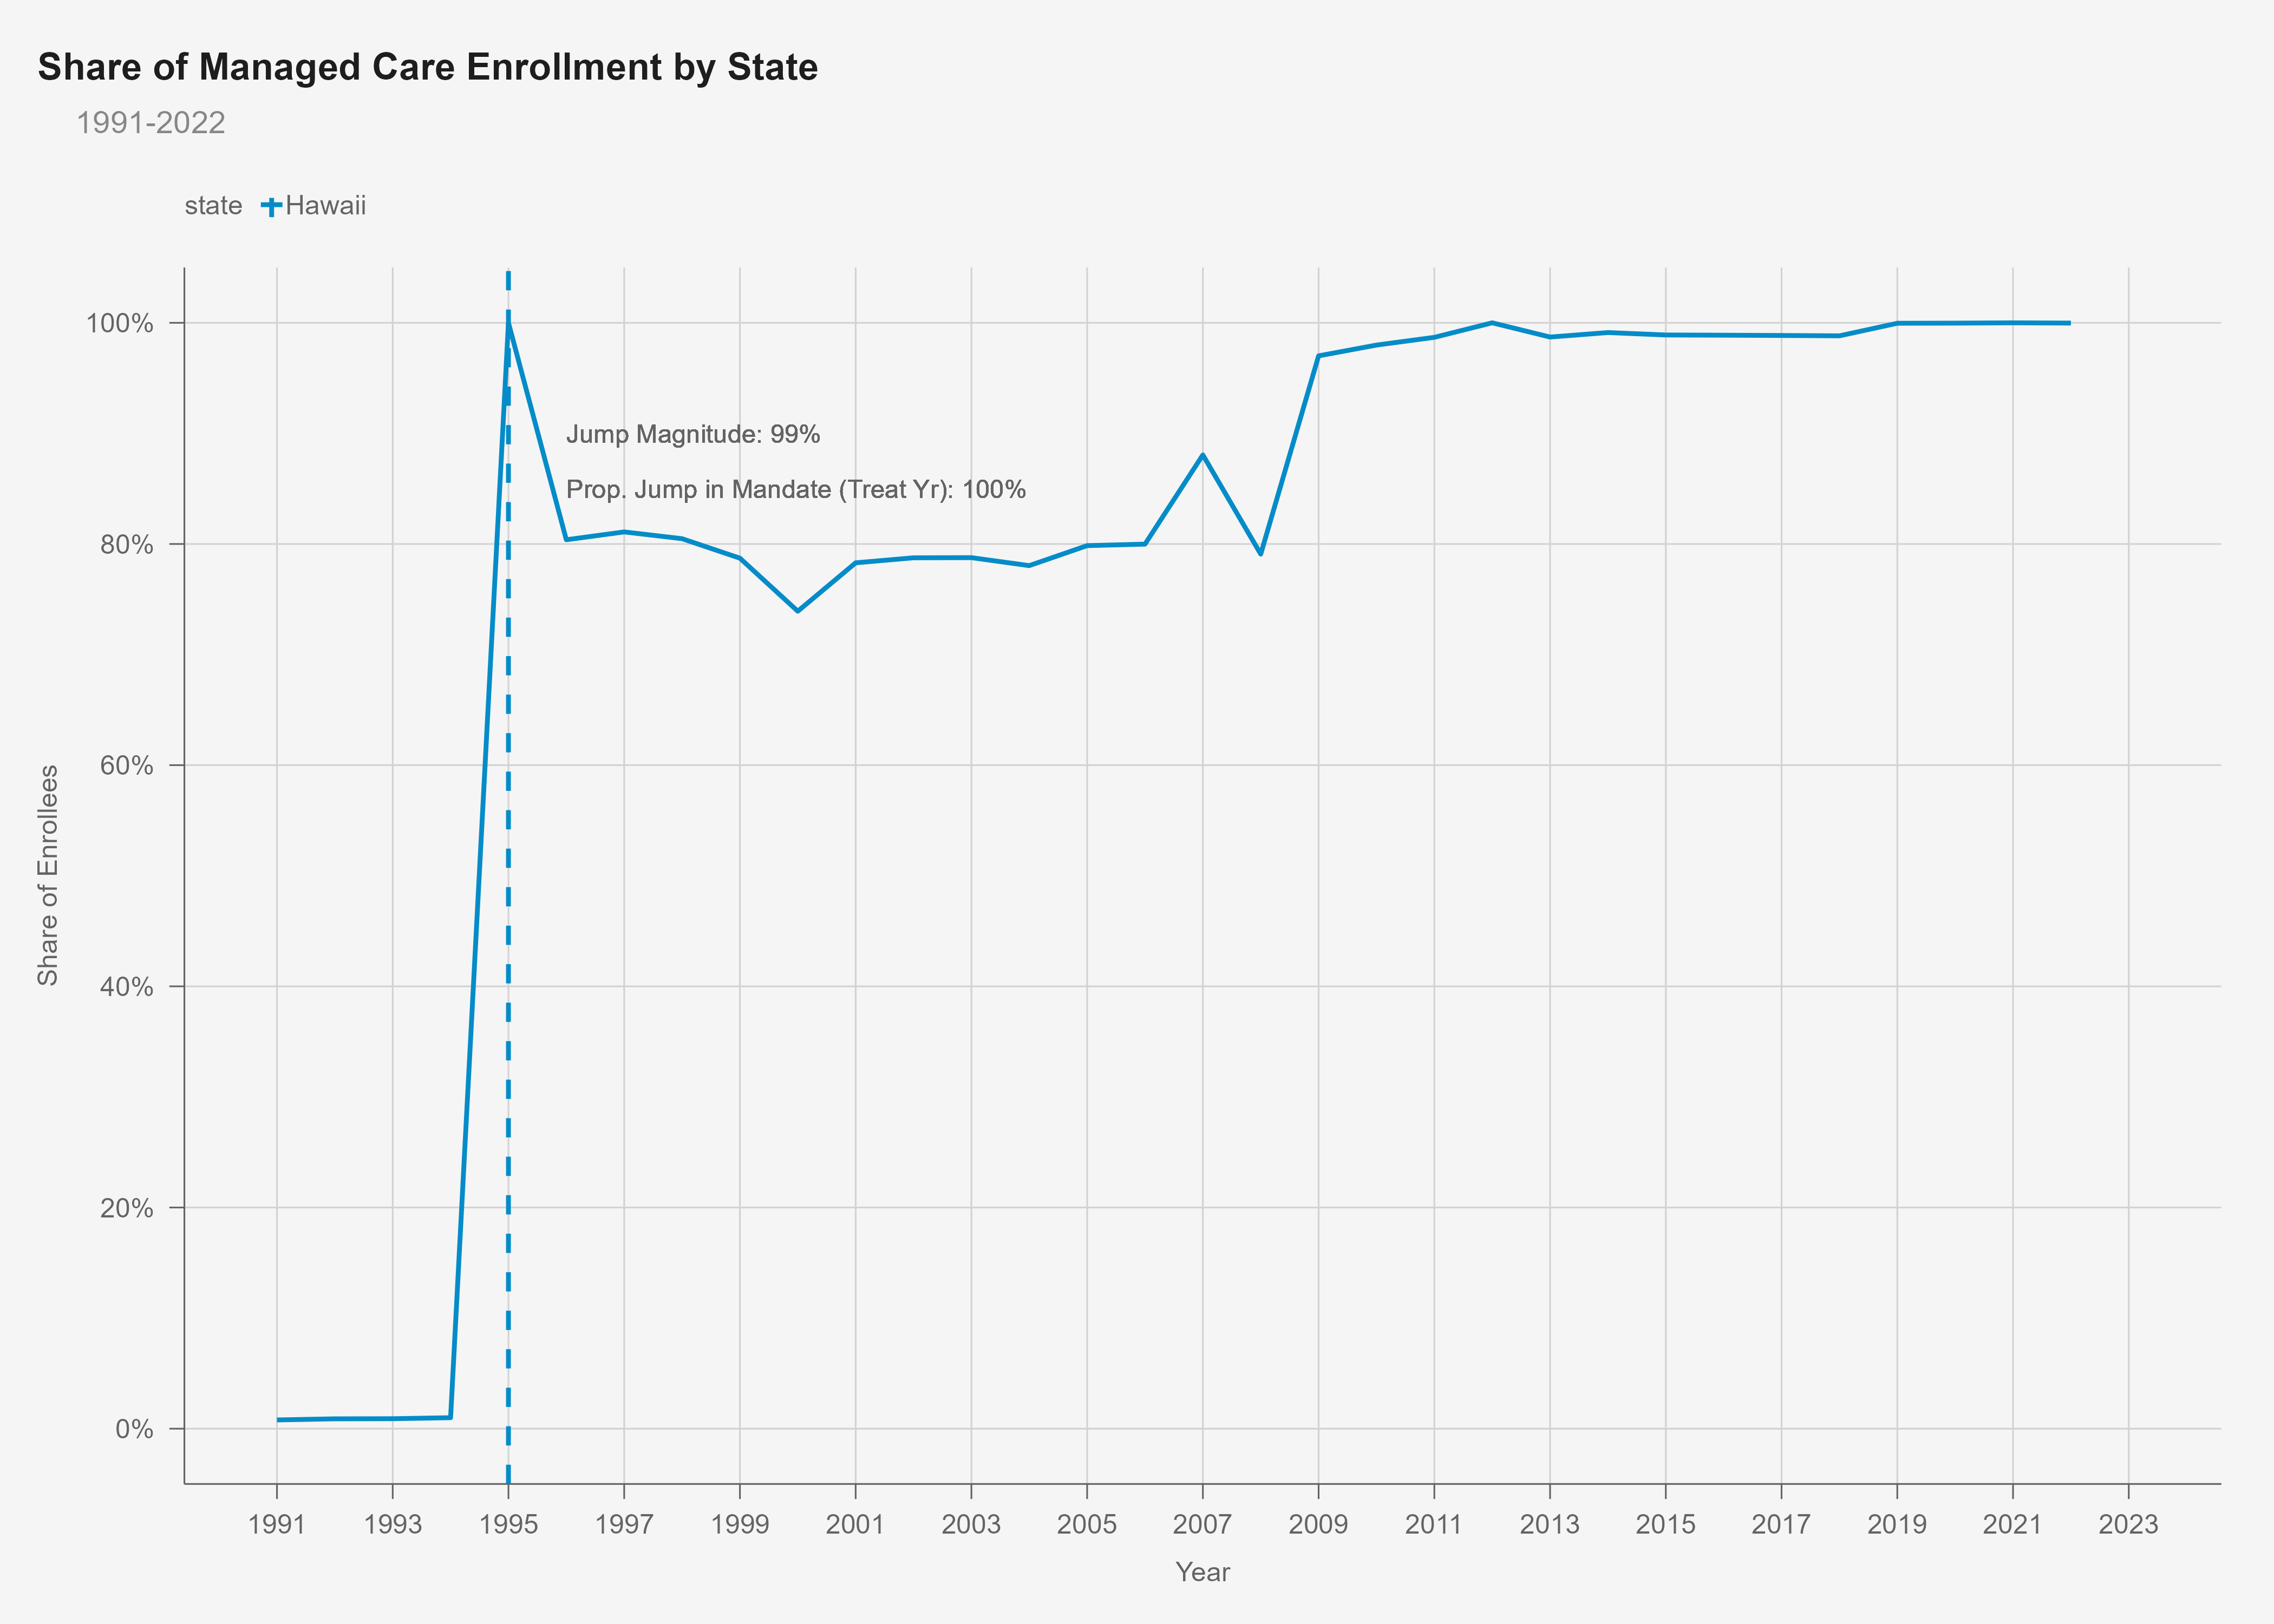 Share of Managed Care Enrollment by State
1991-2022
state Hawaii
100%
80%
60%
40%
20%
0%
Share of Enrollees
Jump Magnitude: 99%
Prop. Jump in Mandate (Treat Yr): 100%
1991 1993 1995 1997 1999 2001 2003 2005 2007 2009 2011 2013 2015 2017 2019 2021 2023
Year